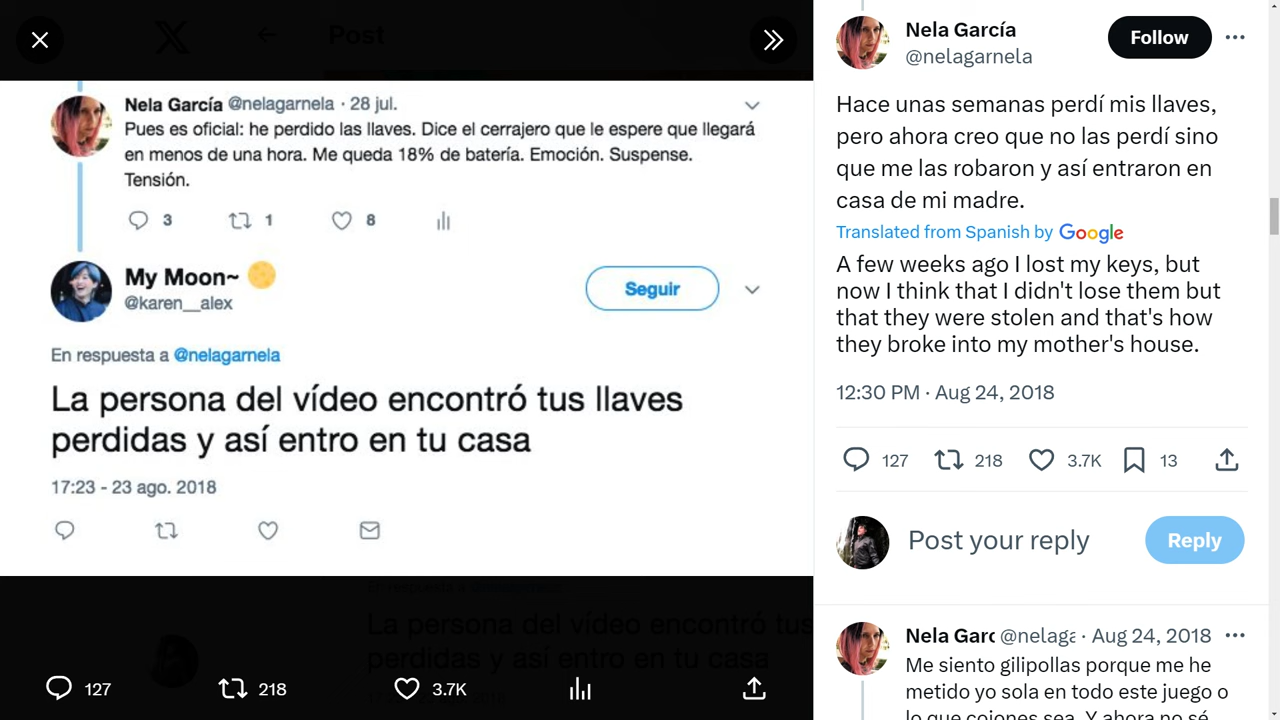 Post
Nela García @nelagarnela · 28 jul.
Pues es oficial: he perdido las llaves. Dice el cerrajero que le espere que llegará
en menos de una hora. Me queda 18% de batería. Emoción. Suspense.
Tensión.
3 1 8
My Moon~
@karen__alex
Seguir
En respuesta a @nelagarnela
La persona del vídeo encontró tus llaves
perdidas y así entro en tu casa
17:23 - 23 ago. 2018
La persona del vídeo encontró tus
perdidas y así entro en tu casa
127 218 3.7K
Nela García
@nelagarnela
Follow
Hace unas semanas perdí mis llaves,
pero ahora creo que no las perdí sino
que me las robaron y así entraron en
casa de mi madre.
Translated from Spanish by Google
A few weeks ago I lost my keys, but
now I think that I didn't lose them but
that they were stolen and that's how
they broke into my mother's house.
12:30 PM · Aug 24, 2018
127 218 3.7K 13
Post your reply
Reply
Nela Garc @nelaga · Aug 24, 2018
Me siento gilipollas porque me he
metido yo sola en todo este juego o
lo que cojones sea. Y ahora no sé